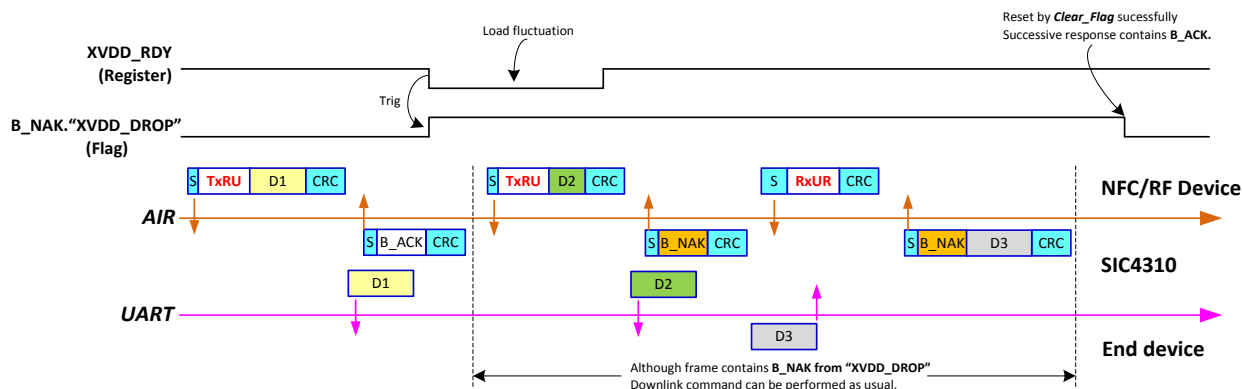 Reset by Clear_Flag sucessfully
Successive response contains B_ACK.
Load fluctuation
XVDD_RDY
(Register)
Trig
B_NAK.“XVDD_DROP”
(Flag)
S TxRU D1 CRC
S TxRU D2 CRC
S RxUR CRC
NFC/RF Device
AIR
S B_ACK CRC
S B_NAK CRC
S B_NAK D3 CRC
SIC4310
D1
D2
UART
D3
End device
Although frame contains B_NAK from “XVDD_DROP”
Downlink command can be performed as usual.